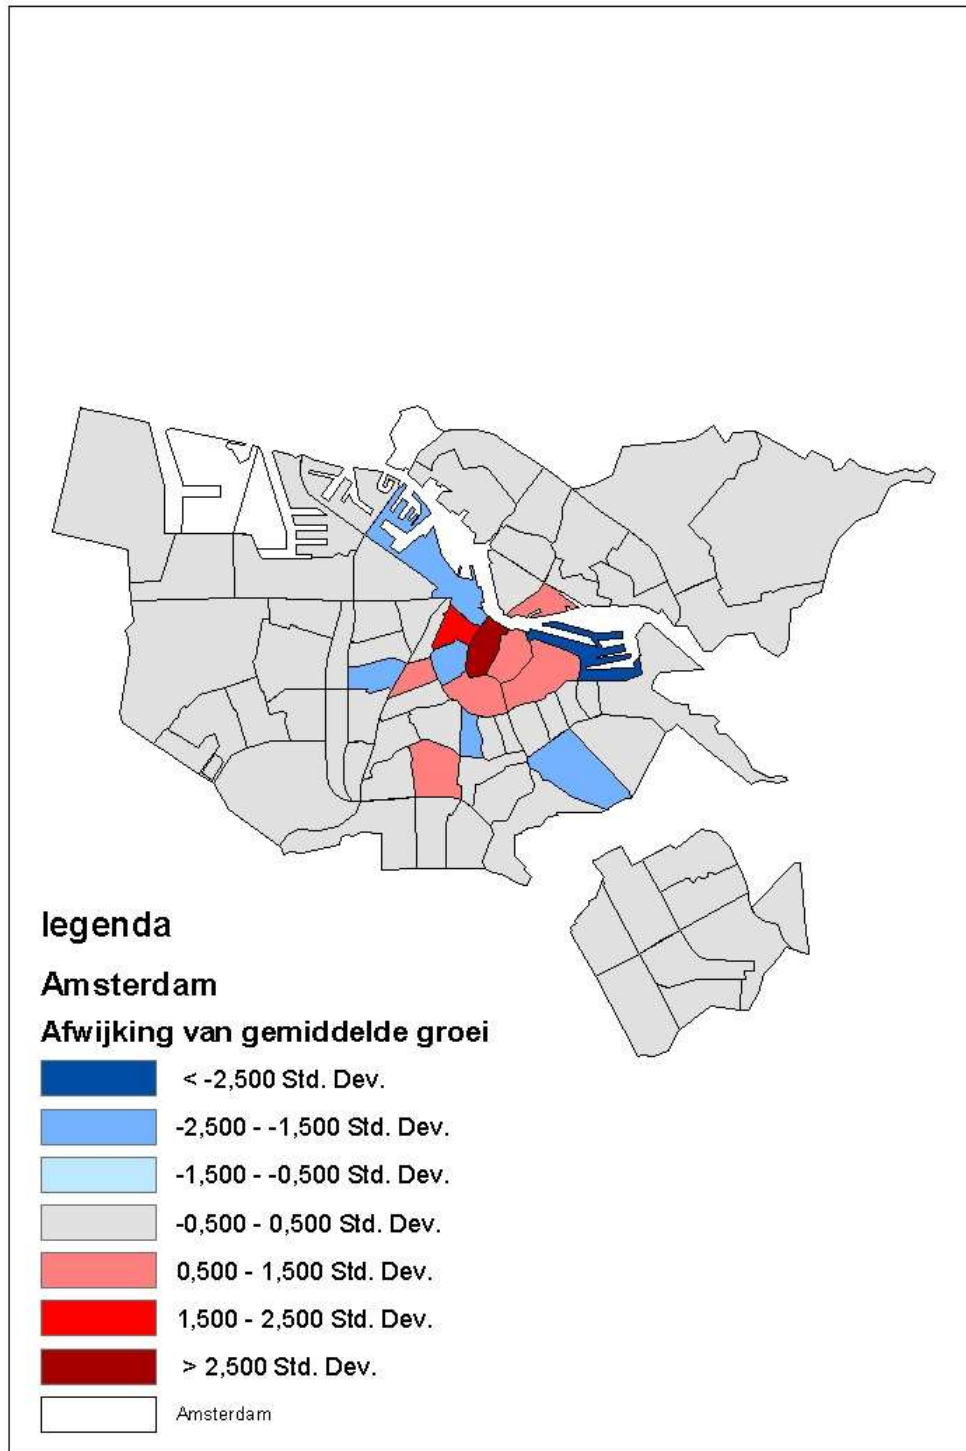 legenda
Amsterdam
Afwijking van gemiddelde groei
< -2,500 Std. Dev.
-2,500 - -1,500 Std. Dev.
-1,500 - -0,500 Std. Dev.
-0,500 - 0,500 Std. Dev.
0,500 - 1,500 Std. Dev.
1,500 - 2,500 Std. Dev.
> 2,500 Std. Dev.
Amsterdam